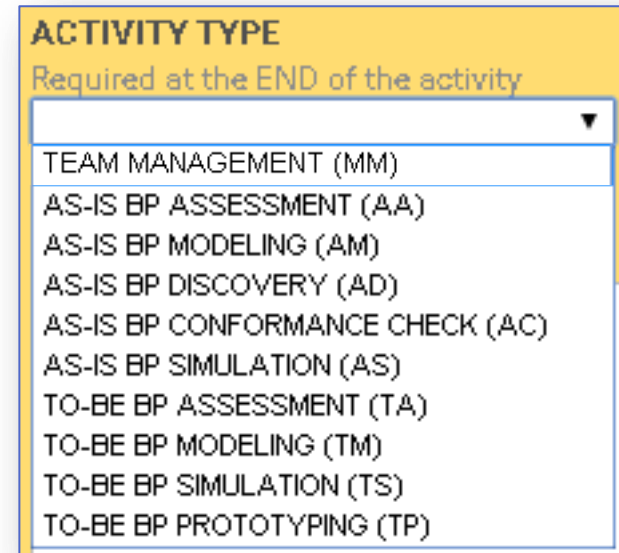 ACTIVITY TYPE
Required at the END of the activity
TEAM MANAGEMENT (MM)
AS-IS BP ASSESSMENT (AA)
AS-IS BP MODELING (AM)
AS-IS BP DISCOVERY (AD)
AS-IS BP CONFORMANCE CHECK (AC)
AS-IS BP SIMULATION (AS)
TO-BE BP ASSESSMENT (TA)
TO-BE BP MODELING (TM)
TO-BE BP SIMULATION (TS)
TO-BE BP PROTOTYPING (TP)